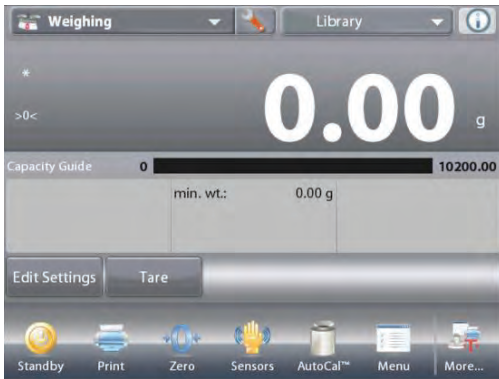 Weighing Library
*
0.00 g
>0<
Capacity Guide 0 10200.00
min. wt.: 0.00 g
Edit Settings Tare
Standby Print Zero Sensors AutoCal™ Menu More...